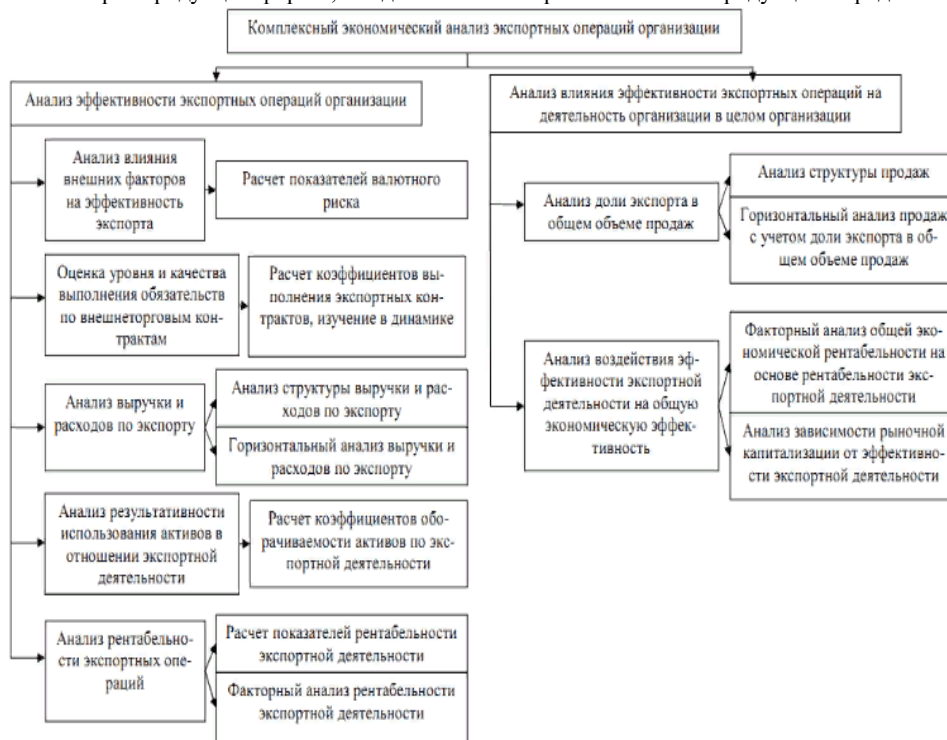 Комплексный экономический анализ экспортных операций организации
Анализ эффективности экспортных операций организации
Анализ влияния
внешних факторов
на эффективность
экспорта
Расчет показателей валютного
риска
Оценка уровня и качества
выполнения обязательств
по внешнеторговым кон-
трактам
Расчет коэффициентов вы-
полнения экспортных кон-
трактов, изучение в динамике
Анализ выручки и
расходов по экспорту
Анализ структуры выручки и рас-
ходов по экспорту
Горизонтальный анализ выручки и
расходов по экспорту
Анализ результативности
использования активов в
отношении экспортной
деятельности
Расчет коэффициентов обо-
рачиваемости активов по экс-
портной деятельности
Анализ рентабельно-
сти экспортных опе-
раций
Расчет показателей рентабельности
экспортной деятельности
Факторный анализ рентабельности
экспортной деятельности
Анализ влияния эффективности экспортных операций на
деятельность организации в целом организации
Анализ доли экспорта в
общем объеме продаж
Анализ структуры продаж
Горизонтальный анализ продаж
с учетом доли экспорта в об-
щем объеме продаж
Анализ воздействия эф-
фективности экспортной
деятельности на общую
экономическую эффек-
тивность
Факторный анализ общей эко-
номической рентабельности на
основе рентабельности экс-
портной деятельности
Анализ зависимости рыночной
капитализации от эффективно-
сти экспортной деятельности